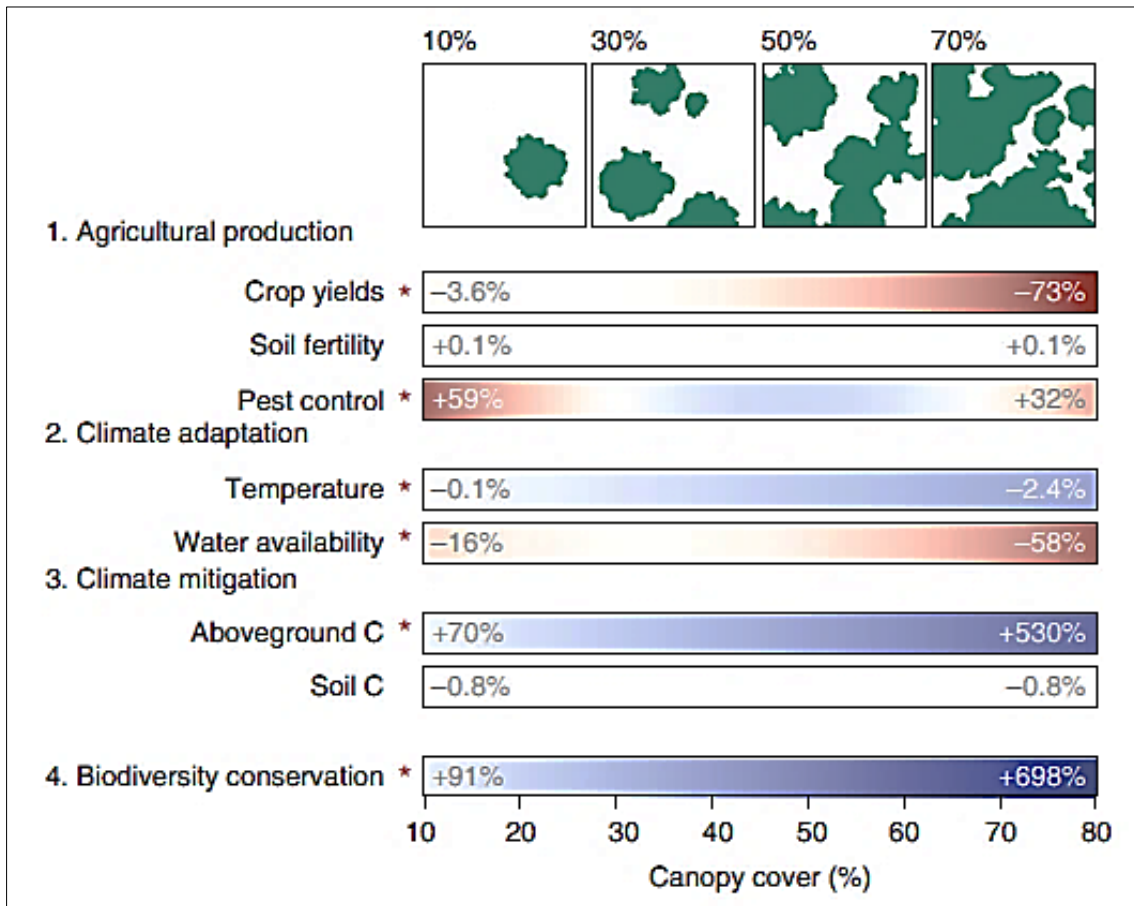 10% 30% 50% 70%
1. Agricultural production
Crop yields * –3.6% –73%
Soil fertility +0.1% +0.1%
Pest control * +59% +32%
2. Climate adaptation
Temperature * –0.1% –2.4%
Water availability * –16% –58%
3. Climate mitigation
Aboveground C * +70% +530%
Soil C –0.8% –0.8%
4. Biodiversity conservation * +91% +698%
10 20 30 40 50 60 70 80
Canopy cover (%)